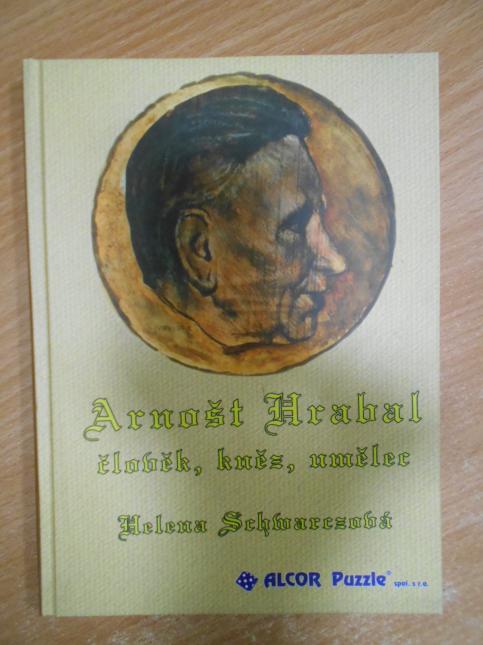 Arnošt Hrabal
člověk, kněz, umělec
Helena Schwarczová
ALCOR Puzzle® spol. s r.o.